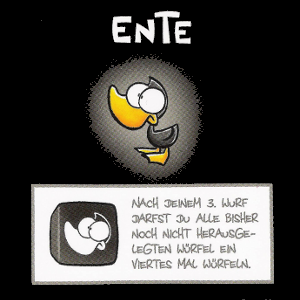 ENTE
NACH DEINEM 3. WURF
DARFST DU ALLE BISHER
NOCH NICHT HERAUSGE-
LEGTEN WÜRFEL EIN
VIERTES MAL WÜRFELN.